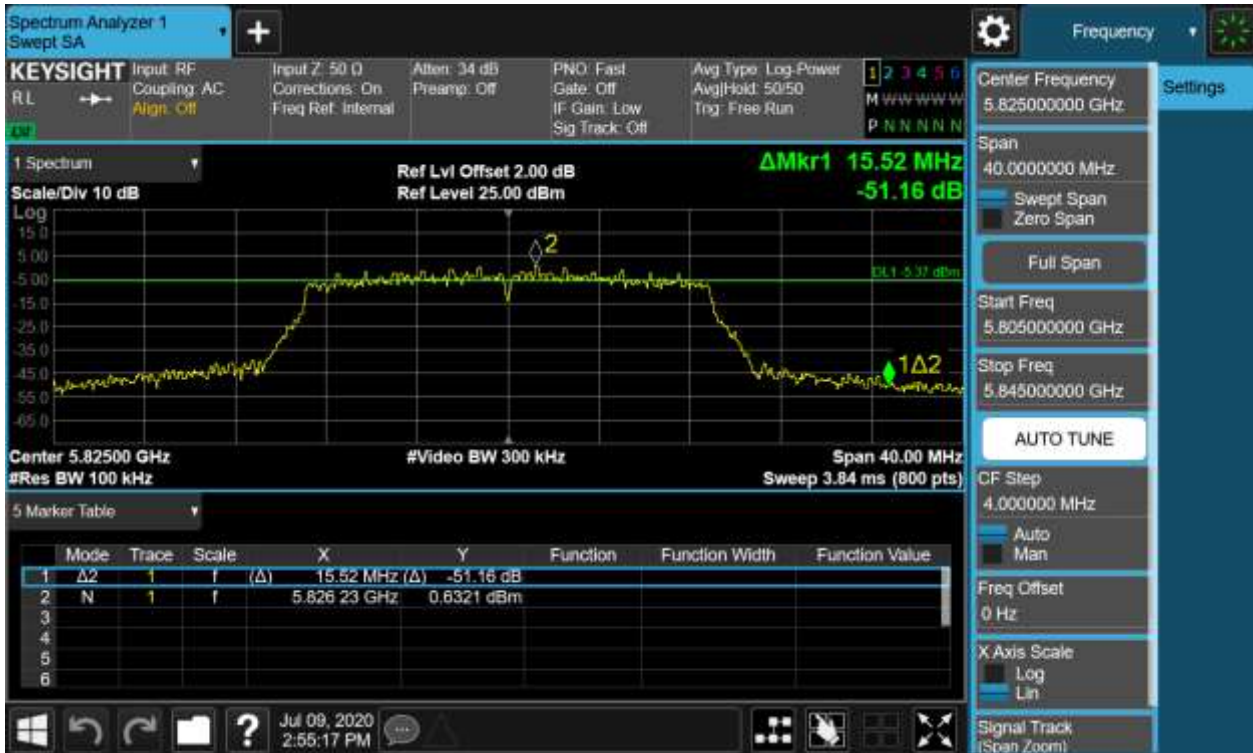 Spectrum Analyzer 1
Swept SA
+
Frequency
KEYSIGHT
RL
Input: RF
Coupling: AC
Align: Off
Input Z: 50 Ω
Corrections: On
Freq Ref: Internal
Atten: 34 dB
Preamp: Off
PNO: Fast
Gate: Off
IF Gain: Low
Sig Track: Off
Avg Type: Log-Power
Avg|Hold: 50/50
Trig: Free Run
1 2 3 4 5 6
M W W W W W
P N N N N N
1 Spectrum
Scale/Div 10 dB
Ref Lvl Offset 2.00 dB
Ref Level 25.00 dBm
ΔMkr1 15.52 MHz
-51.16 dB
Log
15.0
5.00
-5.00
-15.0
-25.0
-35.0
-45.0
-55.0
-65.0
2
DL1 -5.37 dBm
1Δ2
Center 5.82500 GHz
#Res BW 100 kHz
#Video BW 300 kHz
Span 40.00 MHz
Sweep 3.84 ms (800 pts)
5 Marker Table
Mode Trace Scale X Y Function Function Width Function Value
1 Δ2 1 f (Δ) 15.52 MHz (Δ) -51.16 dB
2 N 1 f 5.826 23 GHz 0.6321 dBm
3
4
5
6
?
Jul 09, 2020
2:55:17 PM
Center Frequency
5.825000000 GHz
Span
40.0000000 MHz
Swept Span
Zero Span
Full Span
Start Freq
5.805000000 GHz
Stop Freq
5.845000000 GHz
AUTO TUNE
CF Step
4.000000 MHz
Auto
Man
Freq Offset
0 Hz
X Axis Scale
Log
Lin
Signal Track
(Span Zoom)
Settings